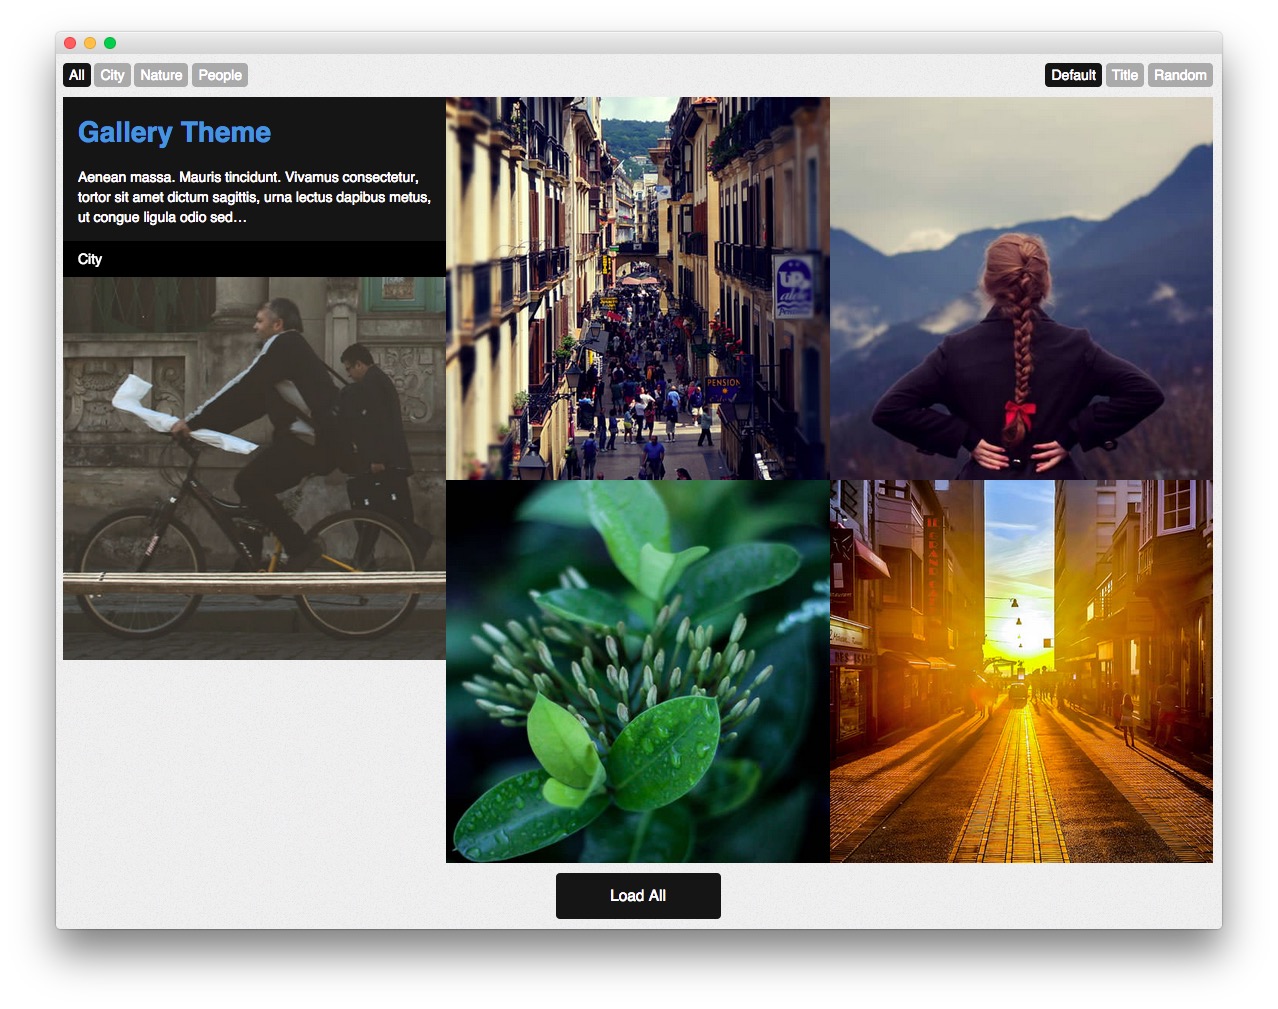 All City Nature People
Default Title Random
Gallery Theme
Aenean massa. Mauris tincidunt. Vivamus consectetur,
tortor sit amet dictum sagittis, urna lectus dapibus metus,
ut congue ligula odio sed…
City
PENSION
Load All